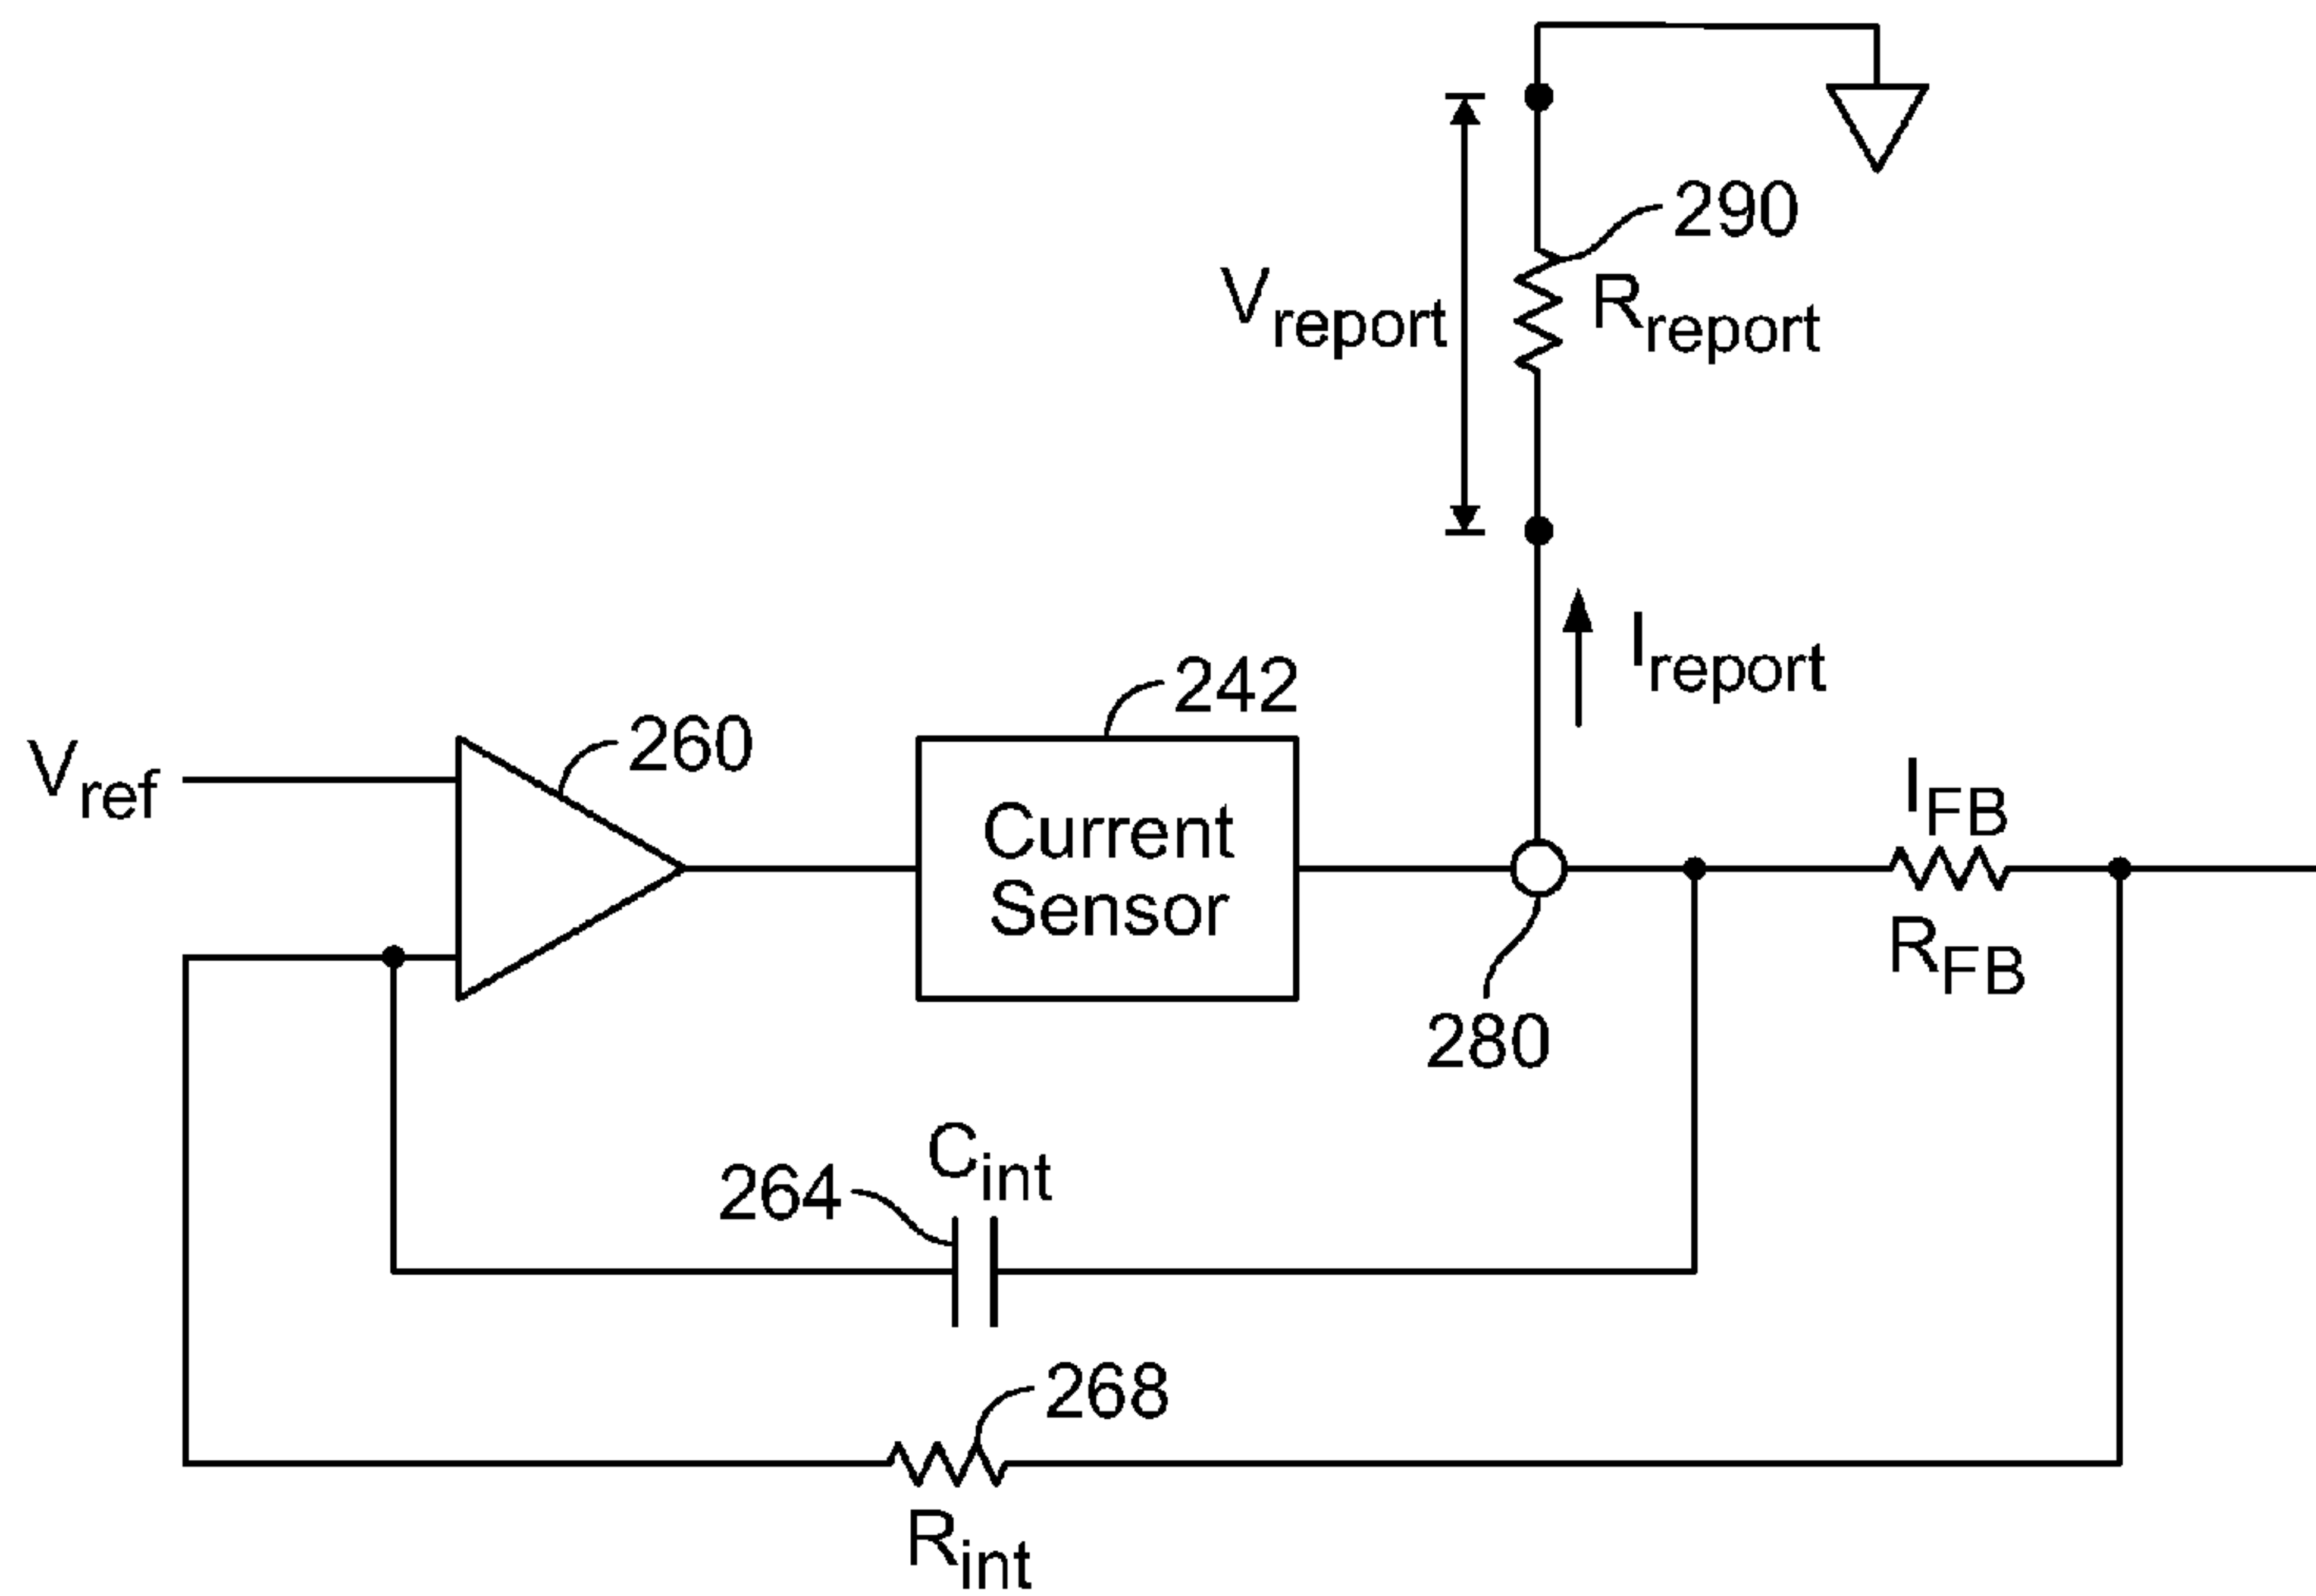 290
Vreport
Rreport
Ireport
242
260
Vref
IFB
Current
Sensor
RFB
280
Cint
264
268
Rint